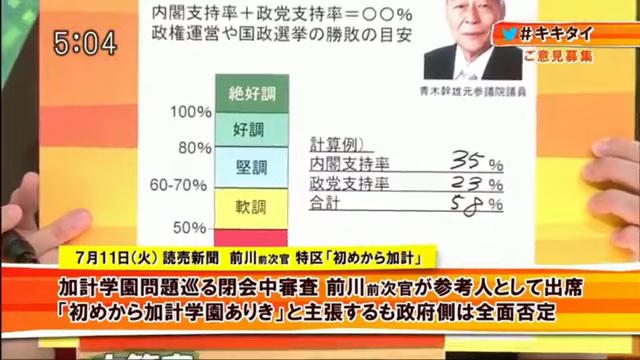 内閣支持率+政党支持率=〇〇%
政権運営や国政選挙の勝敗の目安
5:04
#キキタイ
ご意見募集
青木幹雄元参議院議員
絶好調
100%
好調
80%
堅調
60-70%
軟調
50%
計算例)
内閣支持率 35 %
政党支持率 23 %
合計 58 %
7月11日(火) 読売新聞 前川前次官 特区「初めから加計」
加計学園問題巡る閉会中審査 前川前次官が参考人として出席
「初めから加計学園ありき」と主張するも政府側は全面否定